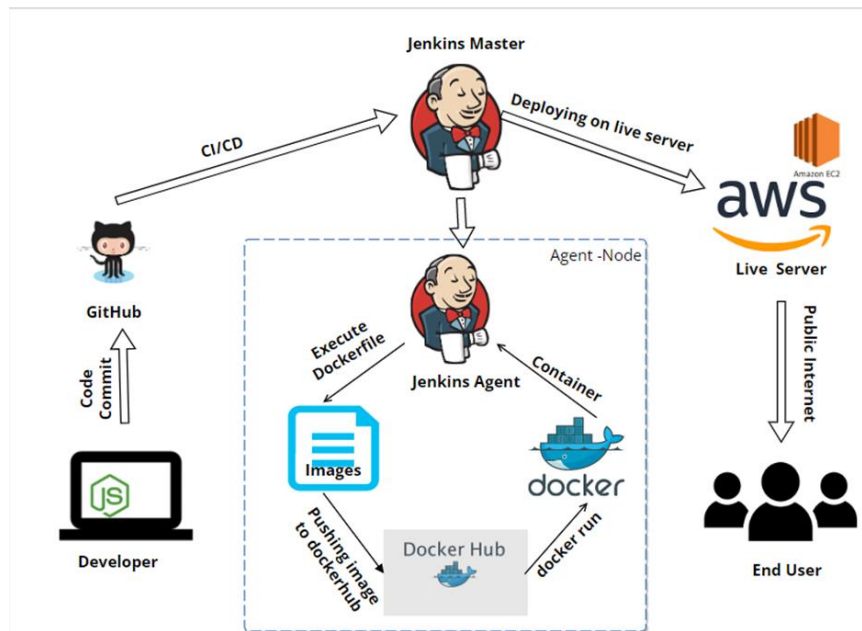 Jenkins Master
CI/CD
Deploying on live server
Amazon EC2
aws
Live Server
GitHub
Code
Commit
JS
Developer
Agent -Node
Jenkins Agent
Execute
Dockerfile
Images
Pushing image
to dockerhub
Docker Hub
docker run
docker
Container
Public Internet
End User